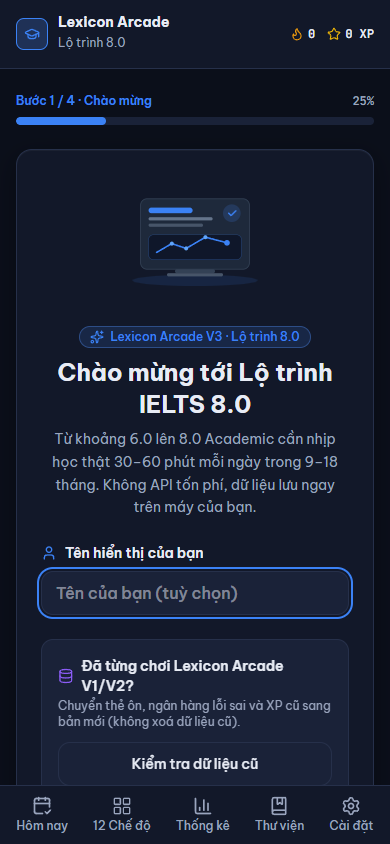 Lexicon Arcade
Lộ trình 8.0
0
0 XP
Bước 1 / 4 · Chào mừng
25%
Lexicon Arcade V3 · Lộ trình 8.0
Chào mừng tới Lộ trình
IELTS 8.0
Từ khoảng 6.0 lên 8.0 Academic cần nhịp
học thật 30–60 phút mỗi ngày trong 9–18
tháng. Không API tốn phí, dữ liệu lưu ngay
trên máy của bạn.
Tên hiển thị của bạn
Tên của bạn (tuỳ chọn)
Đã từng chơi Lexicon Arcade
V1/V2?
Chuyển thẻ ôn, ngân hàng lỗi sai và XP cũ sang
bản mới (không xoá dữ liệu cũ).
Kiểm tra dữ liệu cũ
Hôm nay
12 Chế độ
Thống kê
Thư viện
Cài đặt